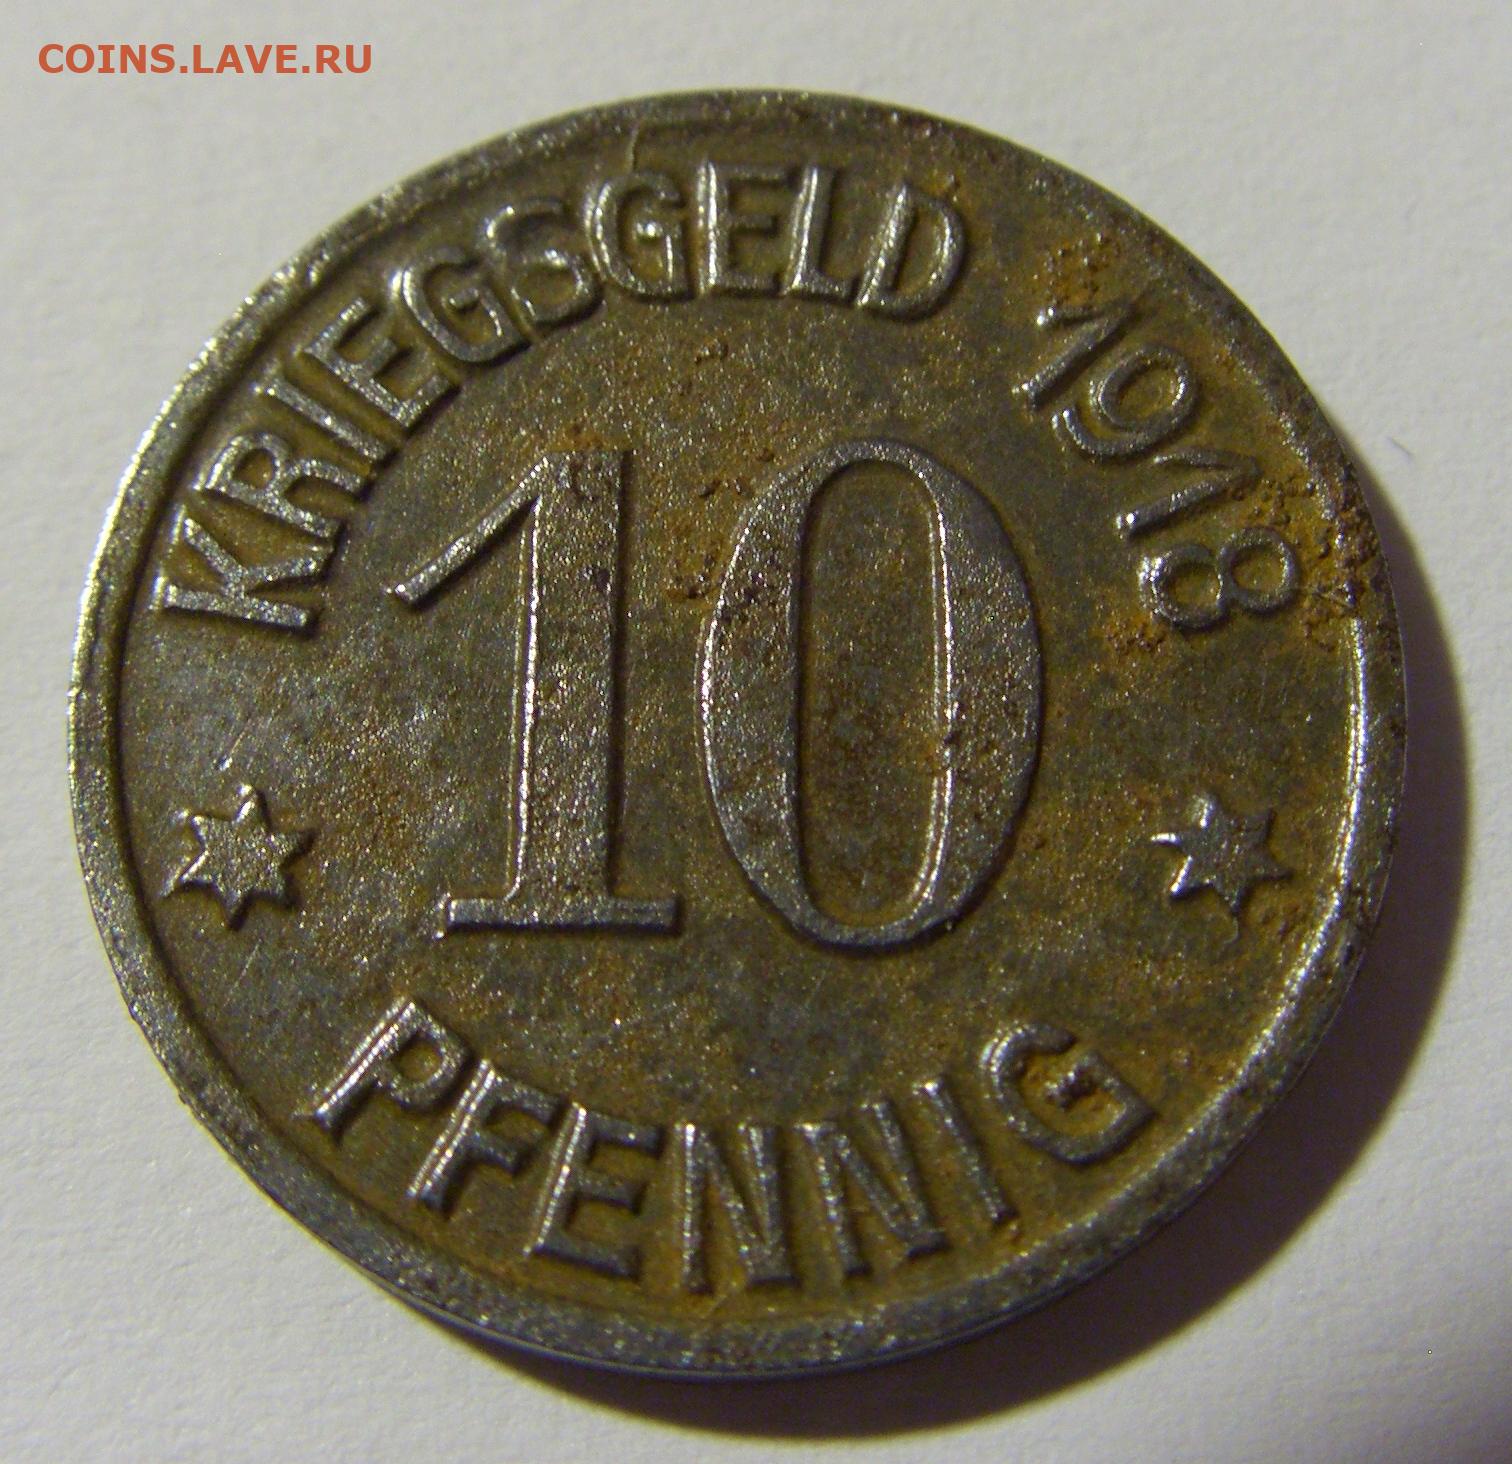 COINS.LAVE.RU
KRIEGSGELD 1918
10
PFENNIG